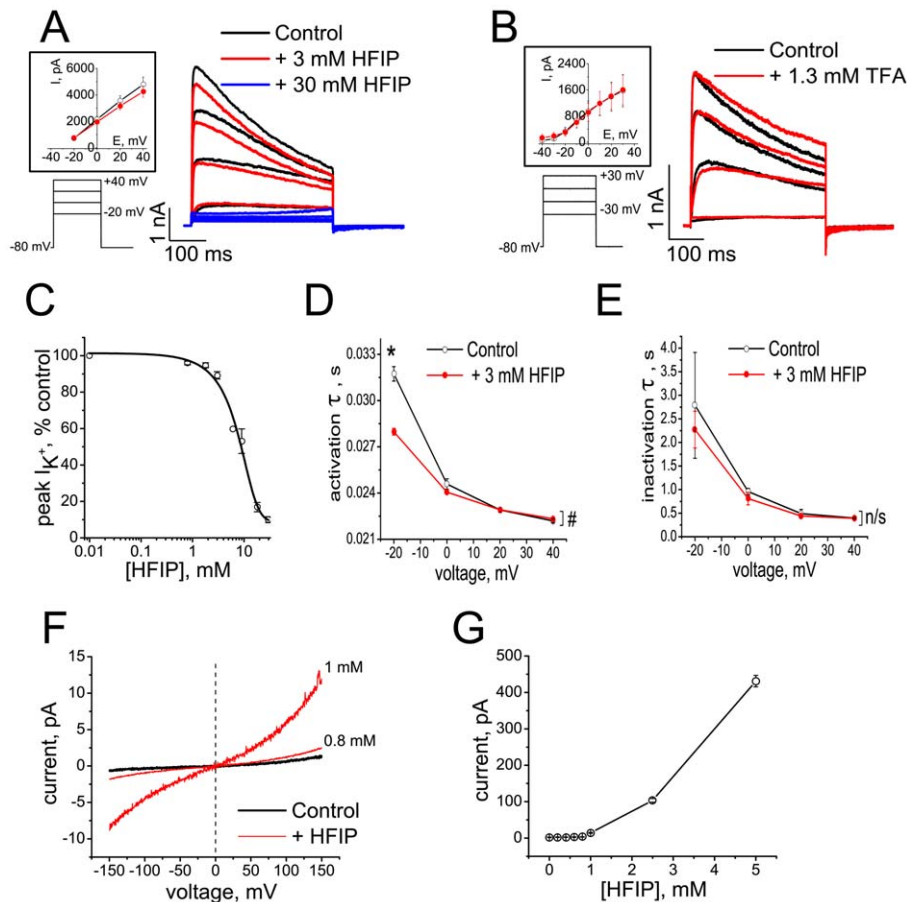 A
Control
+ 3 mM HFIP
+ 30 mM HFIP
I, pA
6000
4000
2000
0
E, mV
-40 -20 0 20 40
+40 mV
-20 mV
-80 mV
1 nA
100 ms
B
Control
+ 1.3 mM TFA
I, pA
2400
1600
800
0
E, mV
-40 -30 -20 -10 0 10 20 30 40
+30 mV
-30 mV
-80 mV
1 nA
100 ms
C
peak IK+, % control
100
80
60
40
20
0
0.01 0.1 1 10
[HFIP], mM
D
*
Control
+ 3 mM HFIP
activation τ , s
0.033
0.030
0.027
0.024
0.021
#
-20 0 20 40
voltage, mV
E
Control
+ 3 mM HFIP
inactivation τ , s
4.0
3.5
3.0
2.5
2.0
1.5
1.0
0.5
0.0
n/s
-20 0 20 40
voltage, mV
F
1 mM
0.8 mM
current, pA
15
10
5
0
-5
-10
Control
+ HFIP
-150 -100 -50 0 50 100 150
voltage, mV
G
current, pA
500
400
300
200
100
0
0 1 2 3 4 5
[HFIP], mM